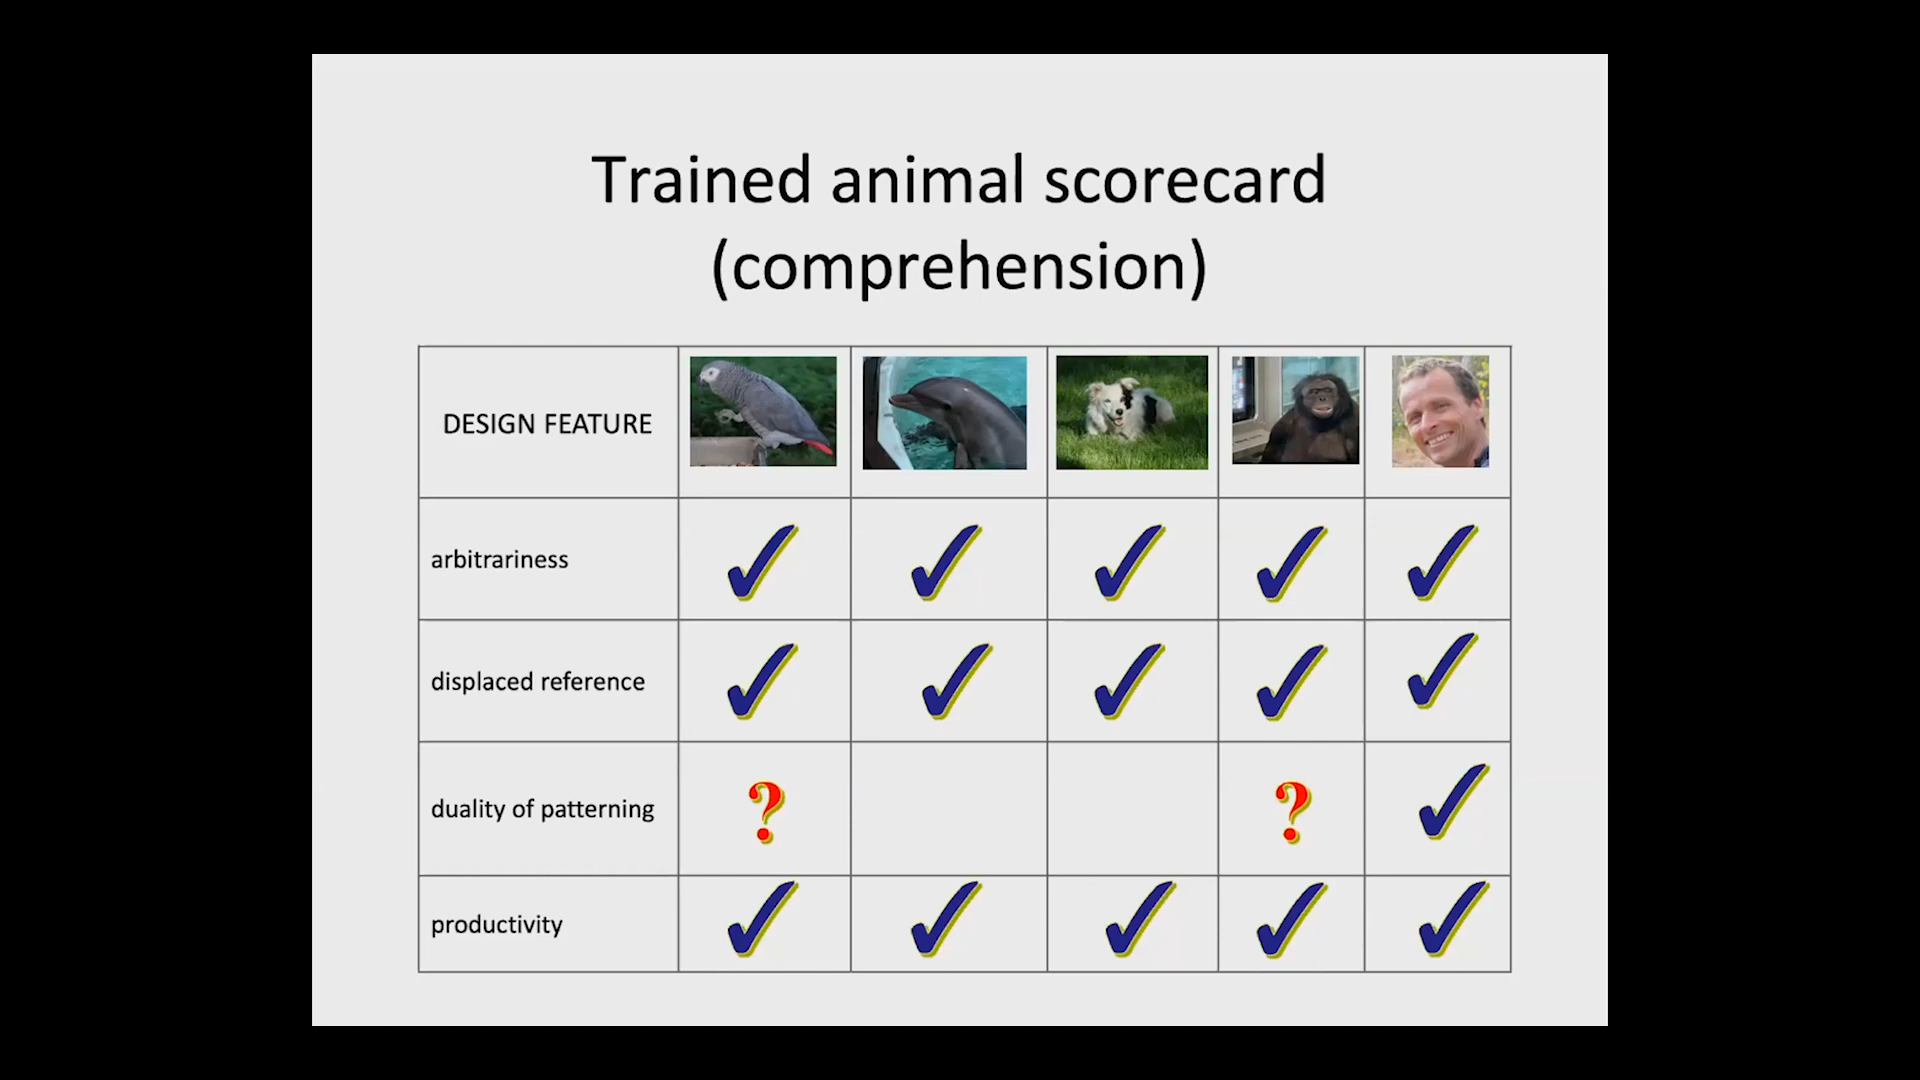 Trained animal scorecard
(comprehension)
DESIGN FEATURE
arbitrariness
displaced reference
duality of patterning
? ?
productivity